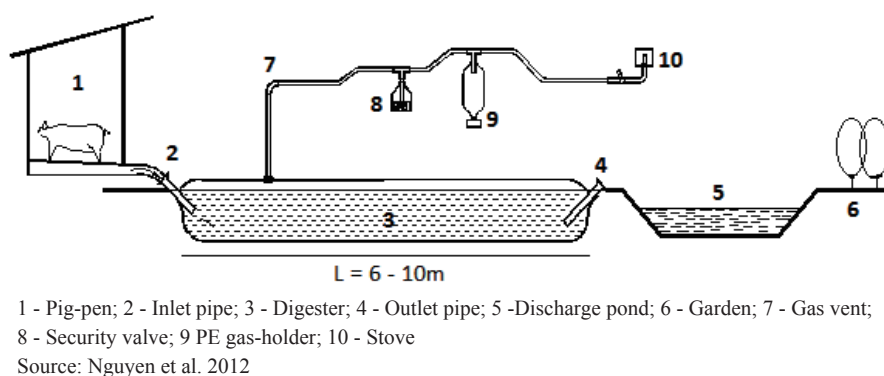 1
2
3
4
5
6
7
8
9
10
L = 6 - 10m
1 - Pig-pen; 2 - Inlet pipe; 3 - Digester; 4 - Outlet pipe; 5 -Discharge pond; 6 - Garden; 7 - Gas vent;
8 - Security valve; 9 PE gas-holder; 10 - Stove
Source: Nguyen et al. 2012